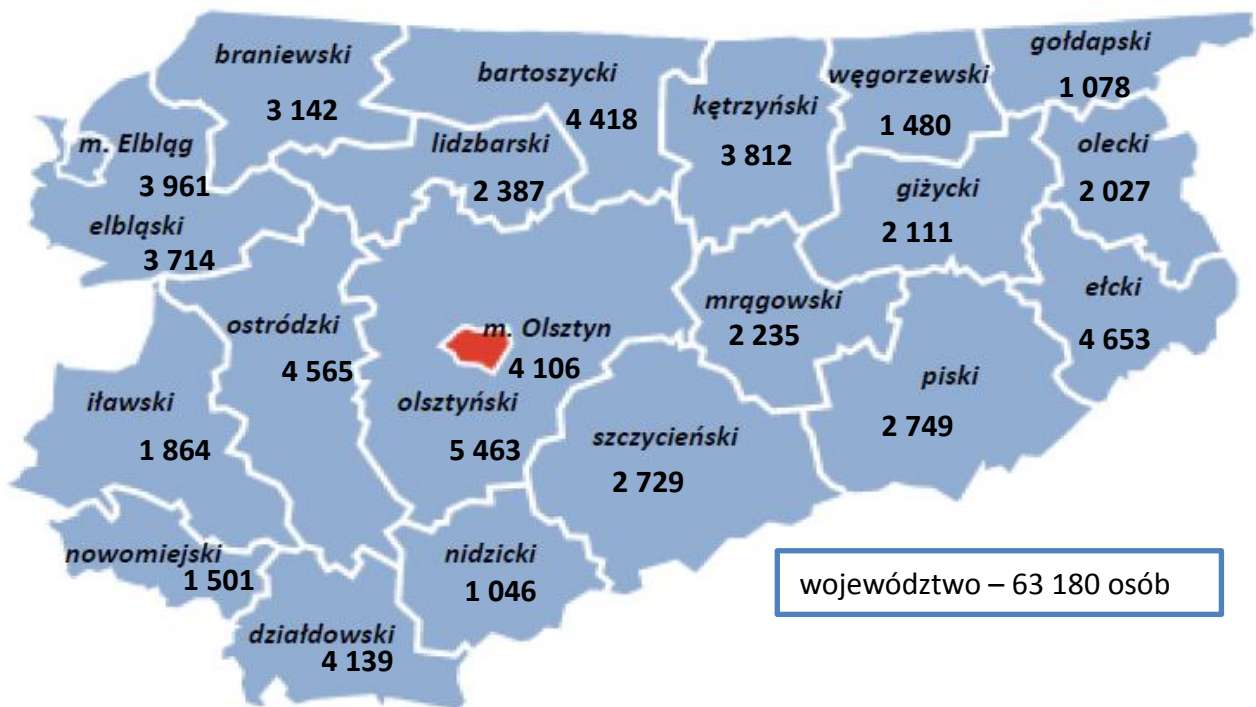 braniewski
3 142
bartoszycki
4 418
kętrzyński
3 812
węgorzewski
1 480
gołdapski
1 078
m. Elbląg
3 961
lidzbarski
2 387
giżycki
2 111
olecki
2 027
elbląski
3 714
ostródzki
4 565
m. Olsztyn
4 106
mrągowski
2 235
ełcki
4 653
iławski
1 864
olsztyński
5 463
szczycieński
2 729
piski
2 749
nowomiejski
1 501
nidzicki
1 046
działdowski
4 139
województwo – 63 180 osób